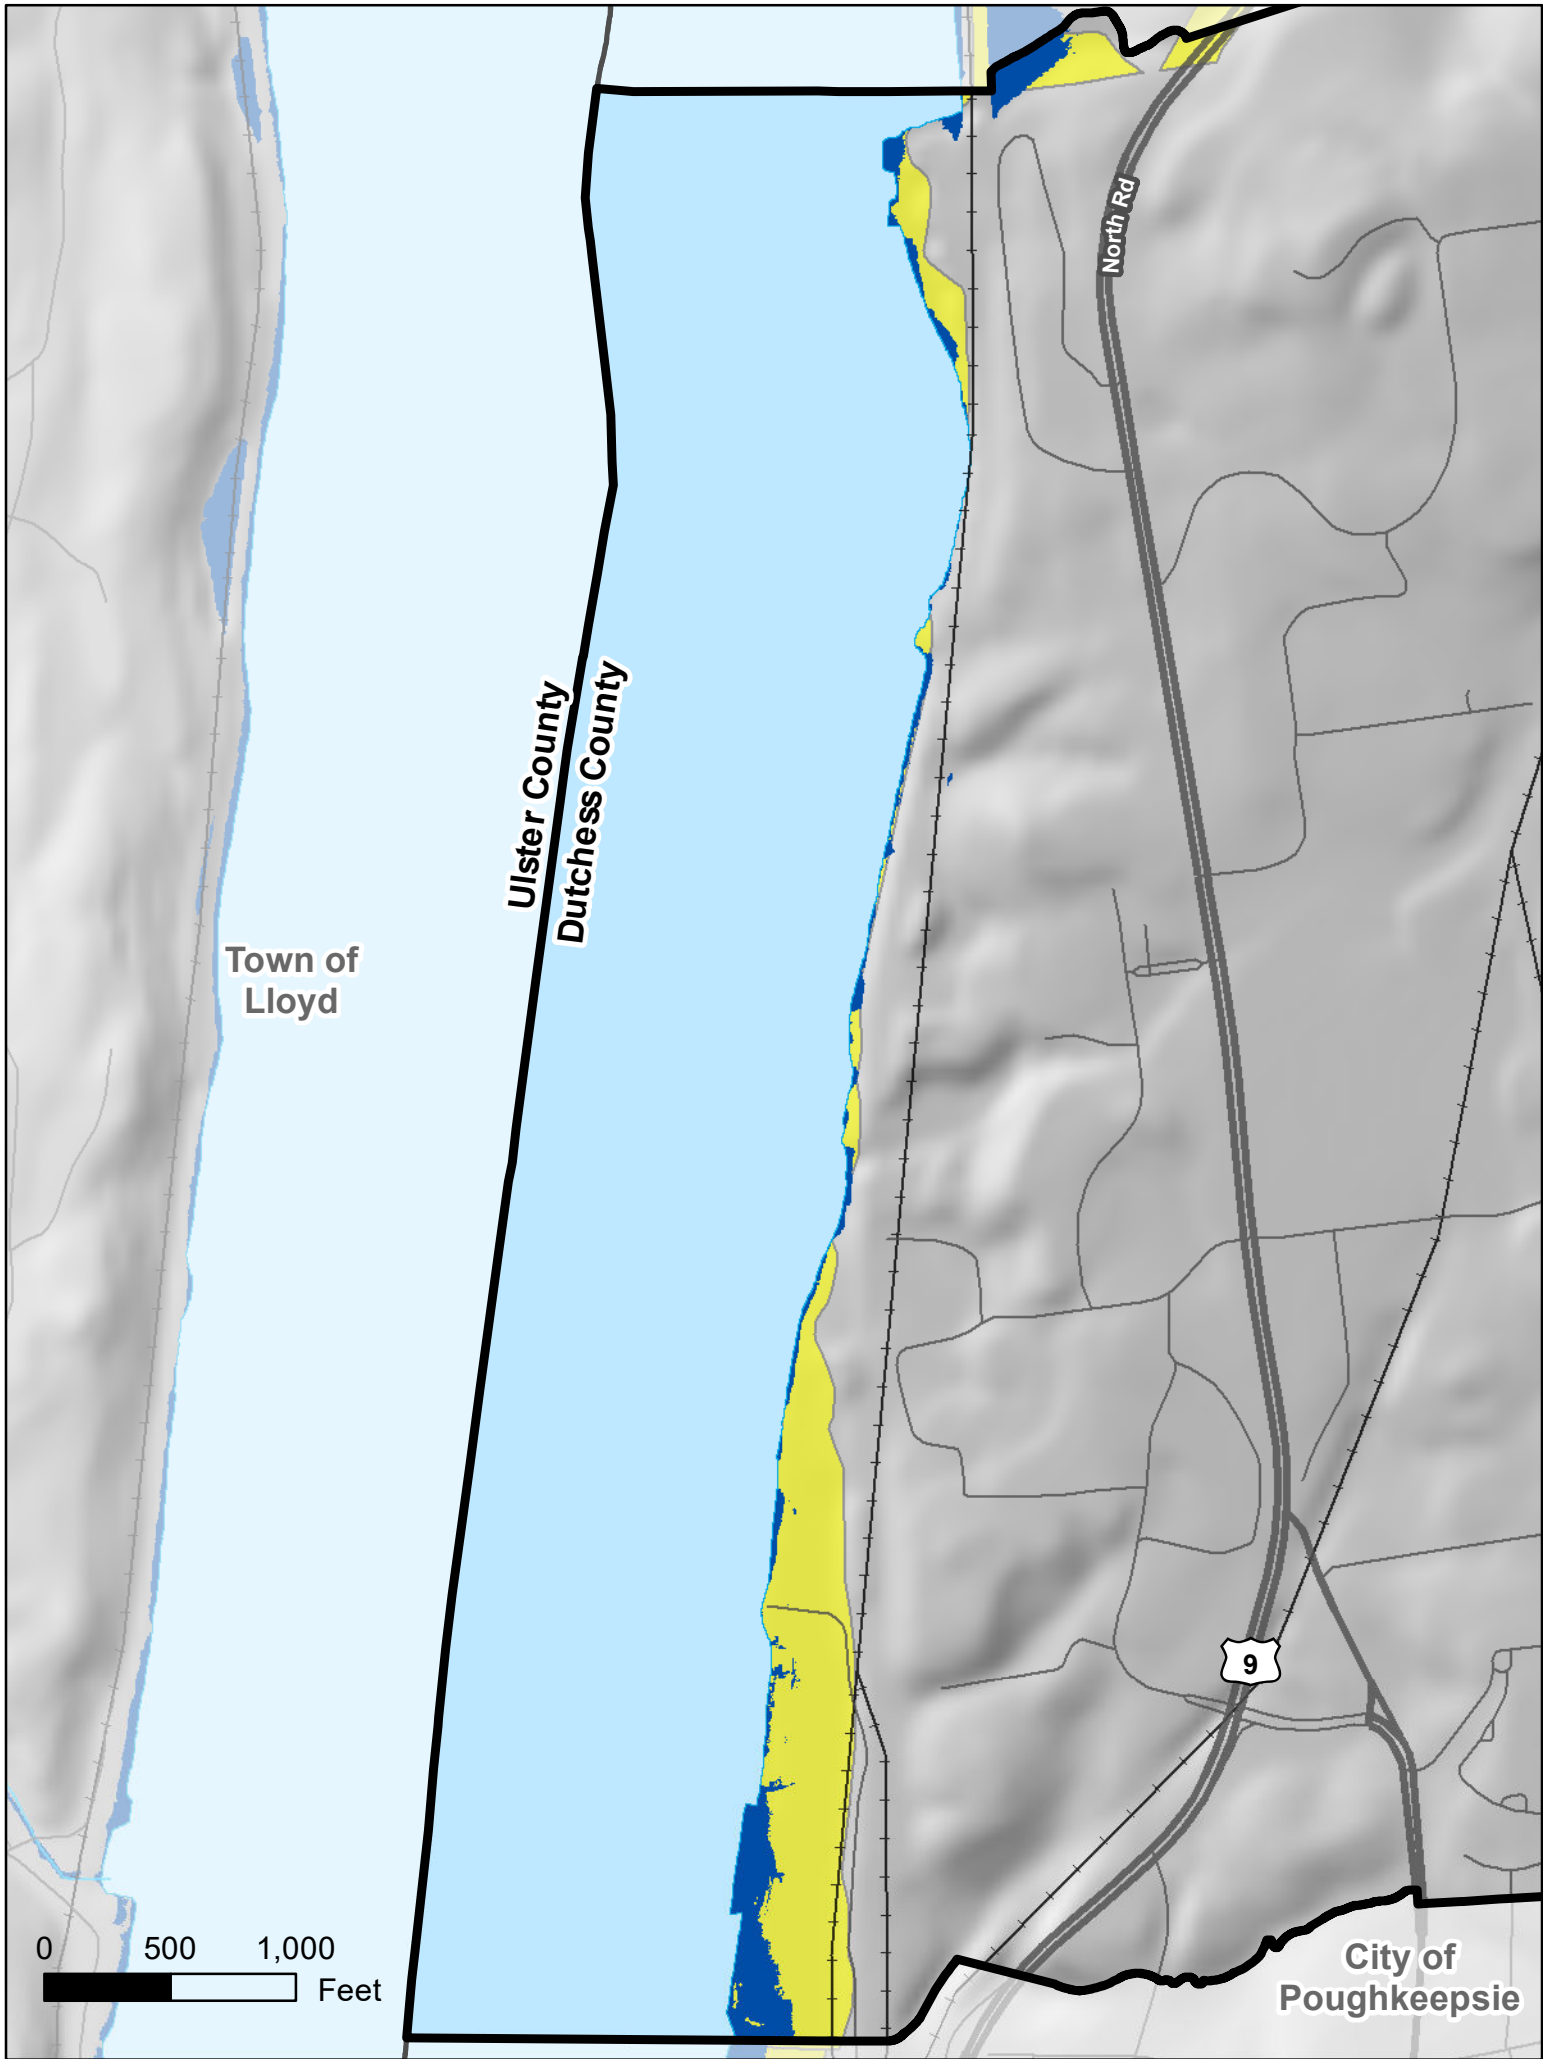 North Rd
Ulster County
Dutchess County
Town of
Lloyd
9
0 500 1,000
Feet
City of
Poughkeepsie